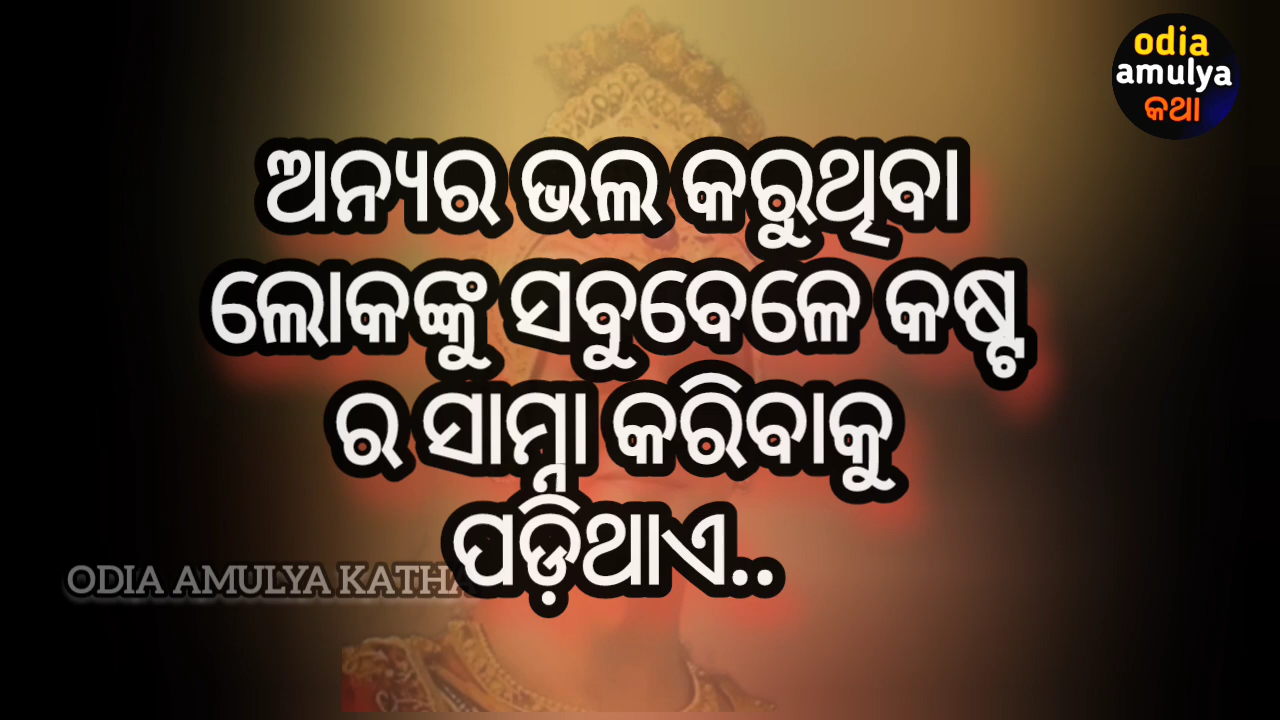 odia
amulya
କଥା
ଅନ୍ୟର ଭଲ କରୁଥିବା
ଲୋକଙ୍କୁ ସବୁବେଳେ କଷ୍ଟ
ର ସାମ୍ନା କରିବାକୁ
ପଡ଼ିଥାଏ..
ODIA AMULYA KATHA